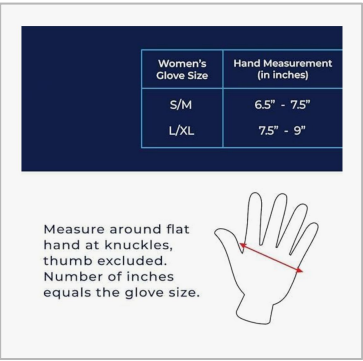 Women's Glove Size Hand Measurement (in inches)
S/M 6.5” - 7.5”
L/XL 7.5” - 9”
Measure around flat
hand at knuckles,
thumb excluded.
Number of inches
equals the glove size.